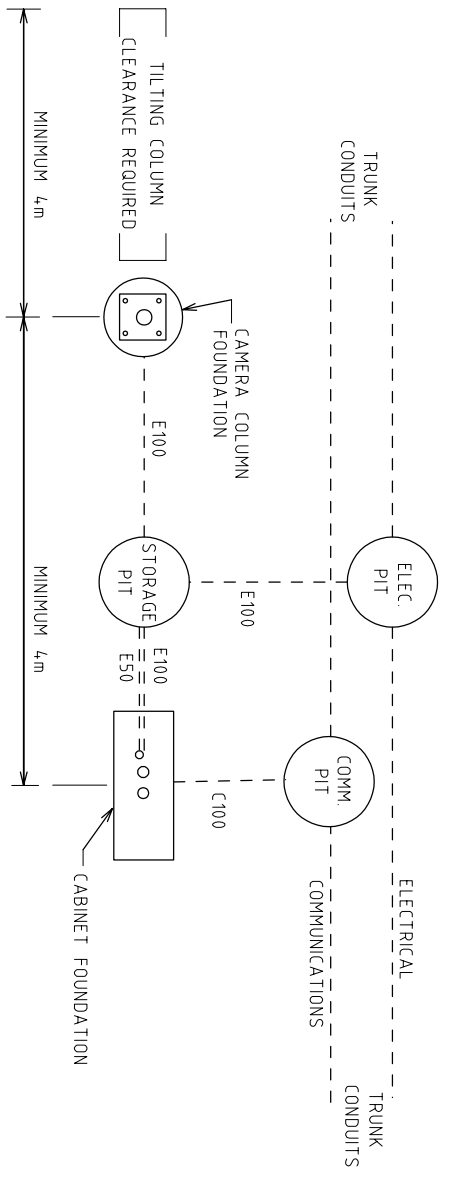 TRUNK
CONDUITS
TRUNK
CONDUITS
ELEC.
PIT
ELECTRICAL
COMM.
PIT
COMMUNICATIONS
TILTING COLUMN
CLEARANCE REQUIRED
CAMERA COLUMN
FOUNDATION
E100
E100
STORAGE
PIT
E100
E50
C100
CABINET FOUNDATION
MINIMUM 4m
MINIMUM 4m